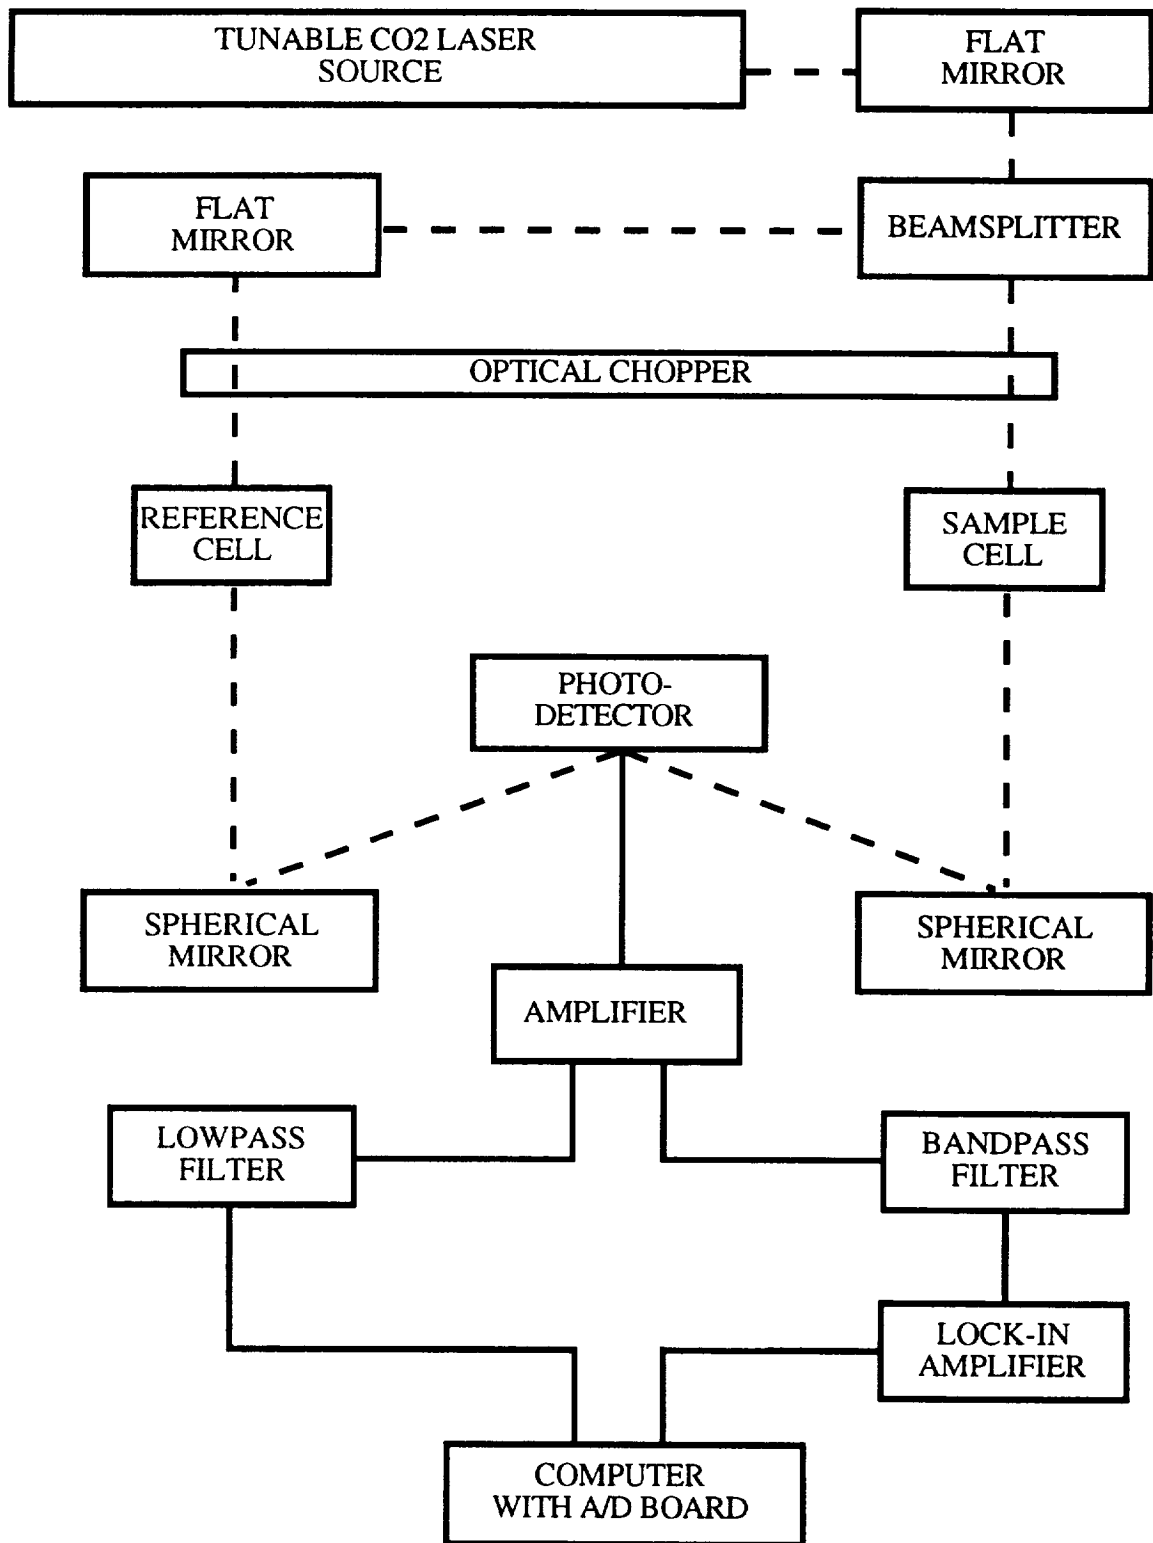 TUNABLE CO2 LASER
SOURCE
FLAT
MIRROR
FLAT
MIRROR
BEAMSPLITTER
OPTICAL CHOPPER
REFERENCE
CELL
SAMPLE
CELL
PHOTO-
DETECTOR
SPHERICAL
MIRROR
SPHERICAL
MIRROR
AMPLIFIER
LOWPASS
FILTER
BANDPASS
FILTER
LOCK-IN
AMPLIFIER
COMPUTER
WITH A/D BOARD